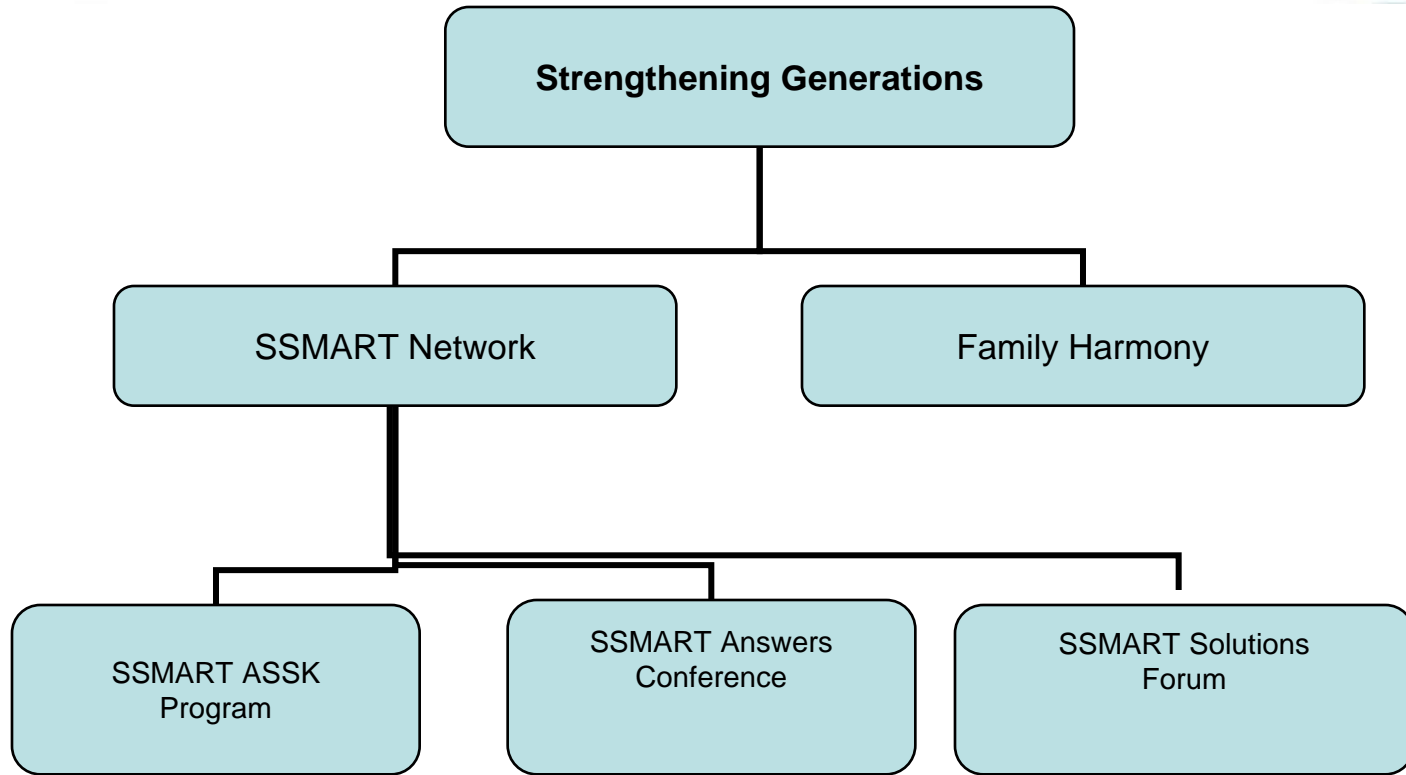 Strengthening Generations
SSMART Network
Family Harmony
SSMART ASSK
Program
SSMART Answers
Conference
SSMART Solutions
Forum